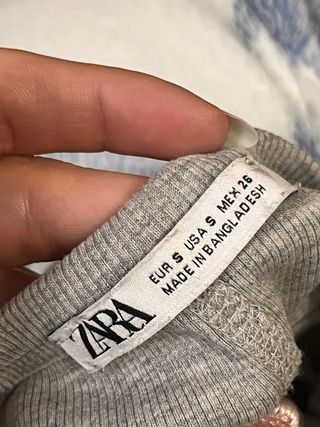 ZARA
EUR S USA S MEX 26
MADE IN BANGLADESH